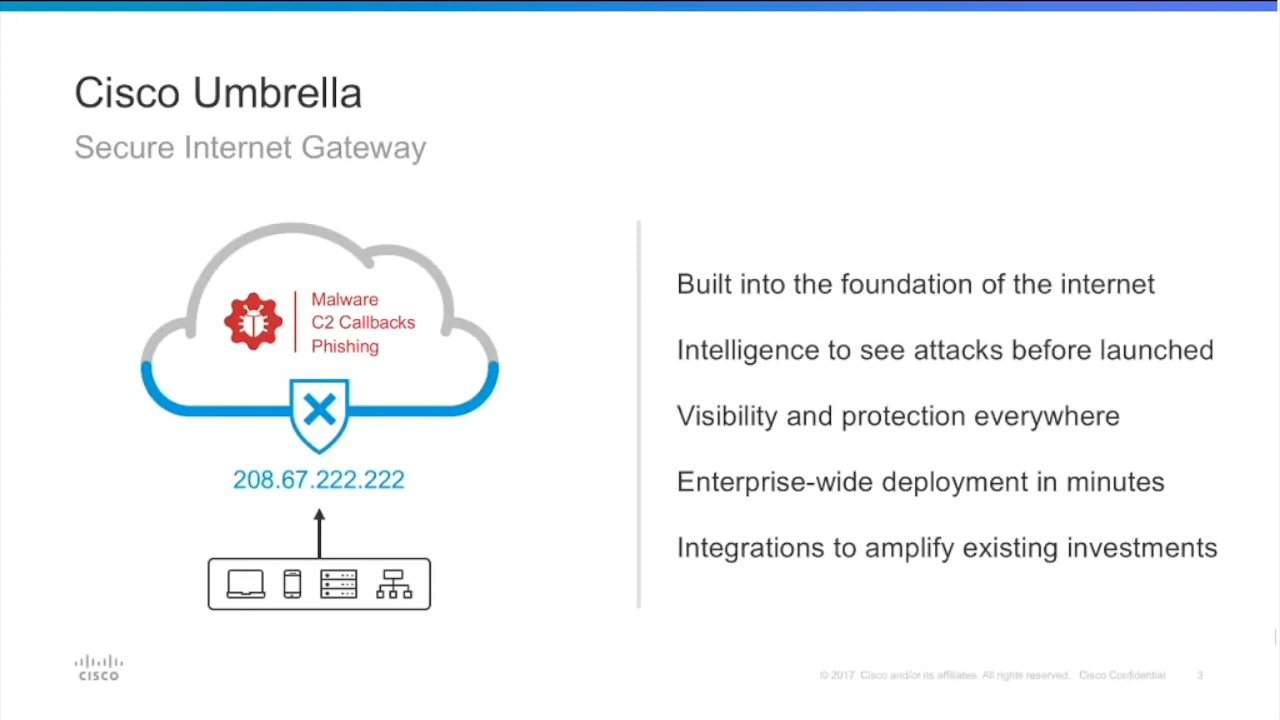 Cisco Umbrella
Secure Internet Gateway
Malware
C2 Callbacks
Phishing
208.67.222.222
Built into the foundation of the internet
Intelligence to see attacks before launched
Visibility and protection everywhere
Enterprise-wide deployment in minutes
Integrations to amplify existing investments
CISCO
© 2017 Cisco and/or its affiliates. All rights reserved. Cisco Confidential 3